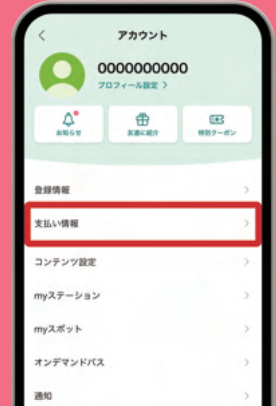 アカウント
0000000000
プロフィール設定
お知らせ
友達に紹介
特別クーポン
登録情報
支払い情報
コンテンツ設定
myステーション
myスポット
オンデマンドパス
通知